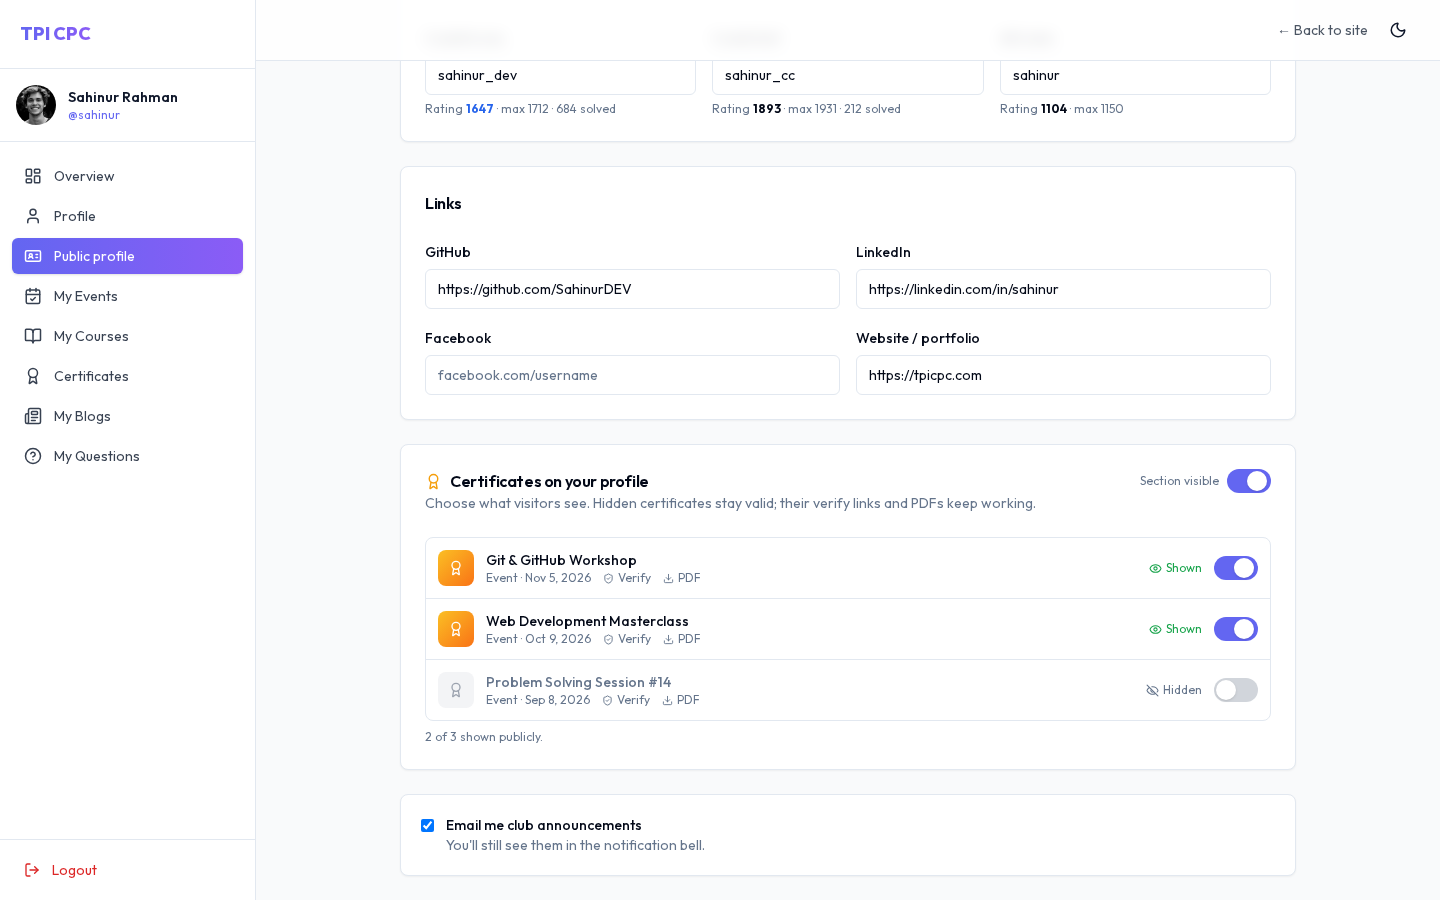 TPI CPC
← Back to site
Sahinur Rahman
@sahinur
Overview
Profile
Public profile
My Events
My Courses
Certificates
My Blogs
My Questions
Logout
sahinur_dev
sahinur_cc
sahinur
Rating 1647 · max 1712 · 684 solved
Rating 1893 · max 1931 · 212 solved
Rating 1104 · max 1150
Links
GitHub
LinkedIn
https://github.com/SahinurDEV
https://linkedin.com/in/sahinur
Facebook
Website / portfolio
facebook.com/username
https://tpicpc.com
Certificates on your profile
Section visible
Choose what visitors see. Hidden certificates stay valid; their verify links and PDFs keep working.
Git & GitHub Workshop
Event · Nov 5, 2026 Verify PDF
Shown
Web Development Masterclass
Event · Oct 9, 2026 Verify PDF
Shown
Problem Solving Session #14
Event · Sep 8, 2026 Verify PDF
Hidden
2 of 3 shown publicly.
Email me club announcements
You'll still see them in the notification bell.